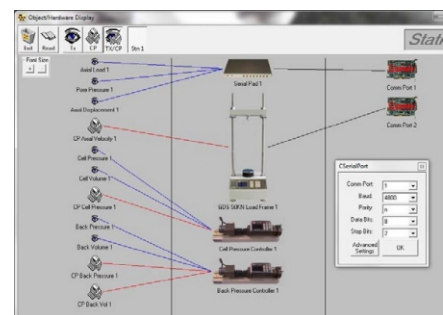 Object/Hardware Display
Exit
Read
Tx
CP
TX/CP
Stn 1
Stati
Font Size
Axial Load 1
Pore Pressure 1
Axial Displacement 1
CP Axial Velocity 1
Cell Pressure 1
Cell Volume 1
CP Cell Pressure 1
Back Pressure 1
Back Volume 1
CP Back Pressure 1
CP Back Vol 1
Serial Pad 1
GDS 50KN Load Frame 1
Cell Pressure Controller 1
Back Pressure Controller 1
Comm Port 1
Comm Port 2
CSerialPort
Comm Port: 1
Baud: 4800
Parity: n
Data Bits: 8
Stop Bits: 2
Advanced
Settings
OK